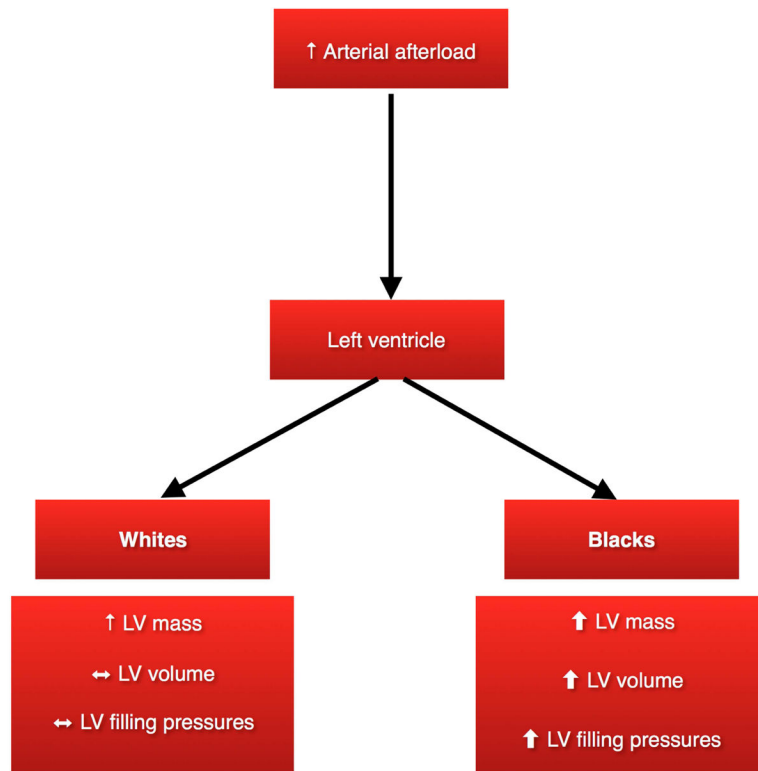 ↑ Arterial afterload
Left ventricle
Whites
Blacks
↑ LV mass
↔ LV volume
↔ LV filling pressures
⬆ LV mass
⬆ LV volume
⬆ LV filling pressures